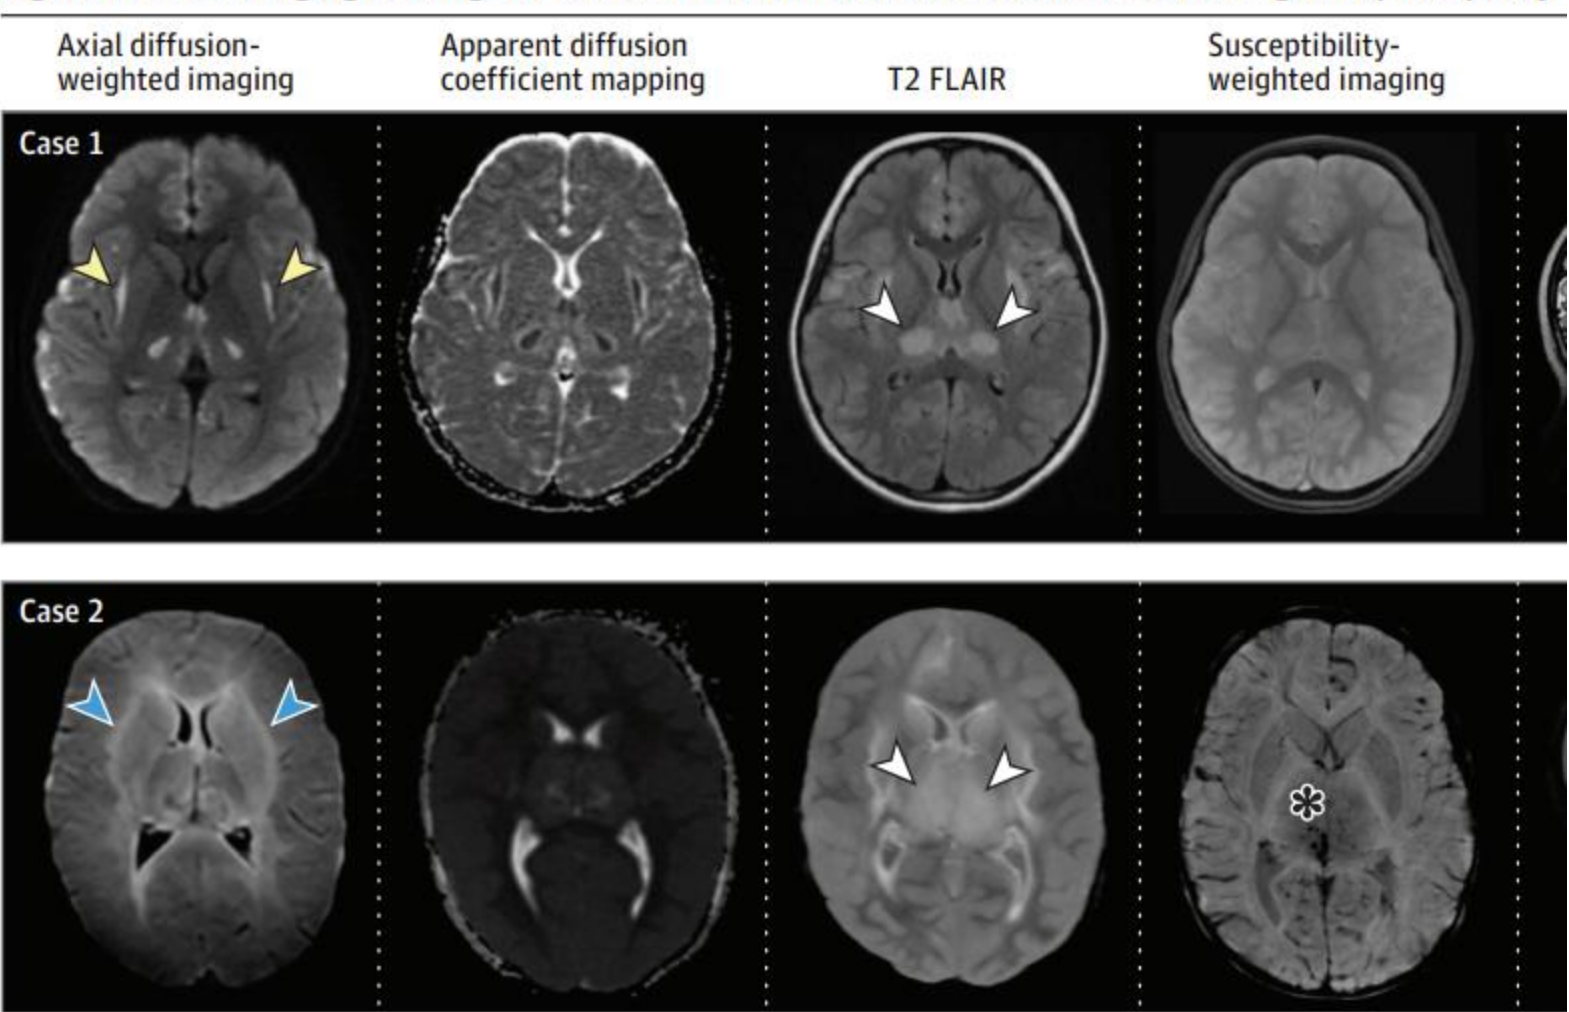 Axial diffusion-
weighted imaging
Apparent diffusion
coefficient mapping
T2 FLAIR
Susceptibility-
weighted imaging
Case 1
Case 2